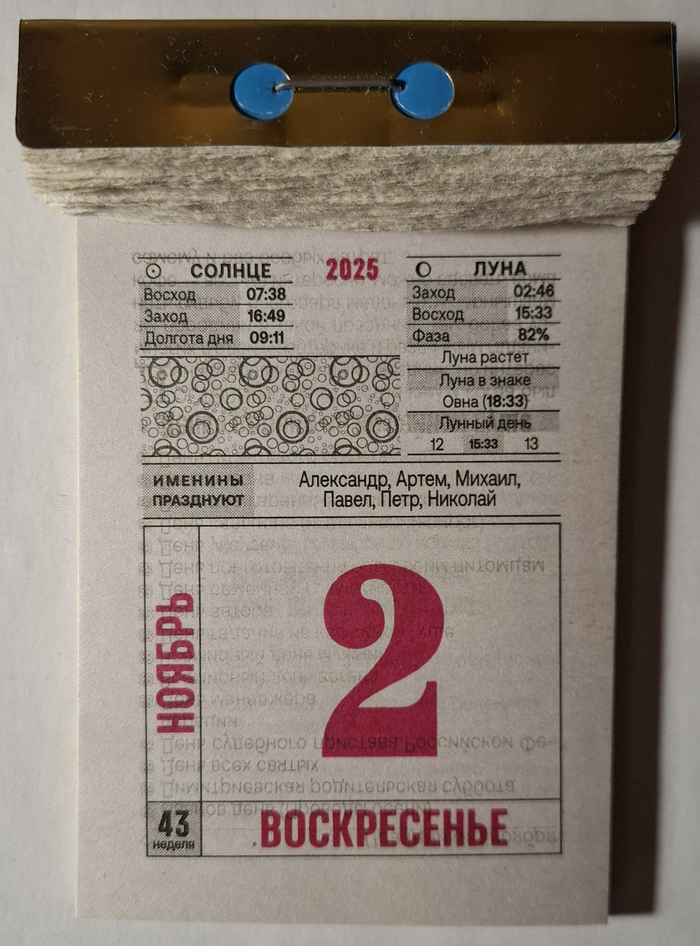 СОЛНЦЕ
Восход 07:38
Заход 16:49
Долгота дня 09:11
2025
ЛУНА
Заход 02:46
Восход 15:33
Фаза 82%
Луна растет
Луна в знаке
Овна (18:33)
Лунный день
12 15:33 13
ИМЕНИНЫ
ПРАЗДНУЮТ
Александр, Артем, Михаил,
Павел, Петр, Николай
НОЯБРЬ
2
43
неделя
ВОСКРЕСЕНЬЕ